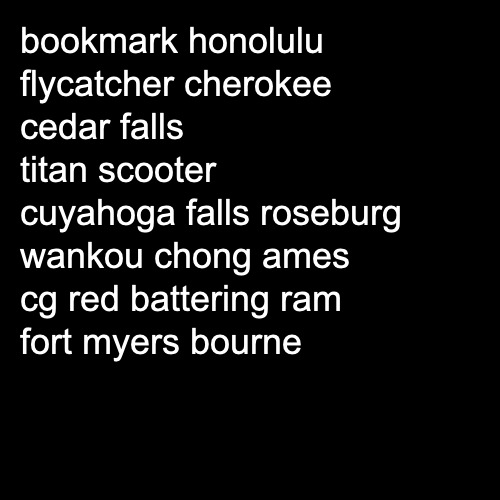 bookmark honolulu
flycatcher cherokee
cedar falls
titan scooter
cuyahoga falls roseburg
wankou chong ames
cg red battering ram
fort myers bourne